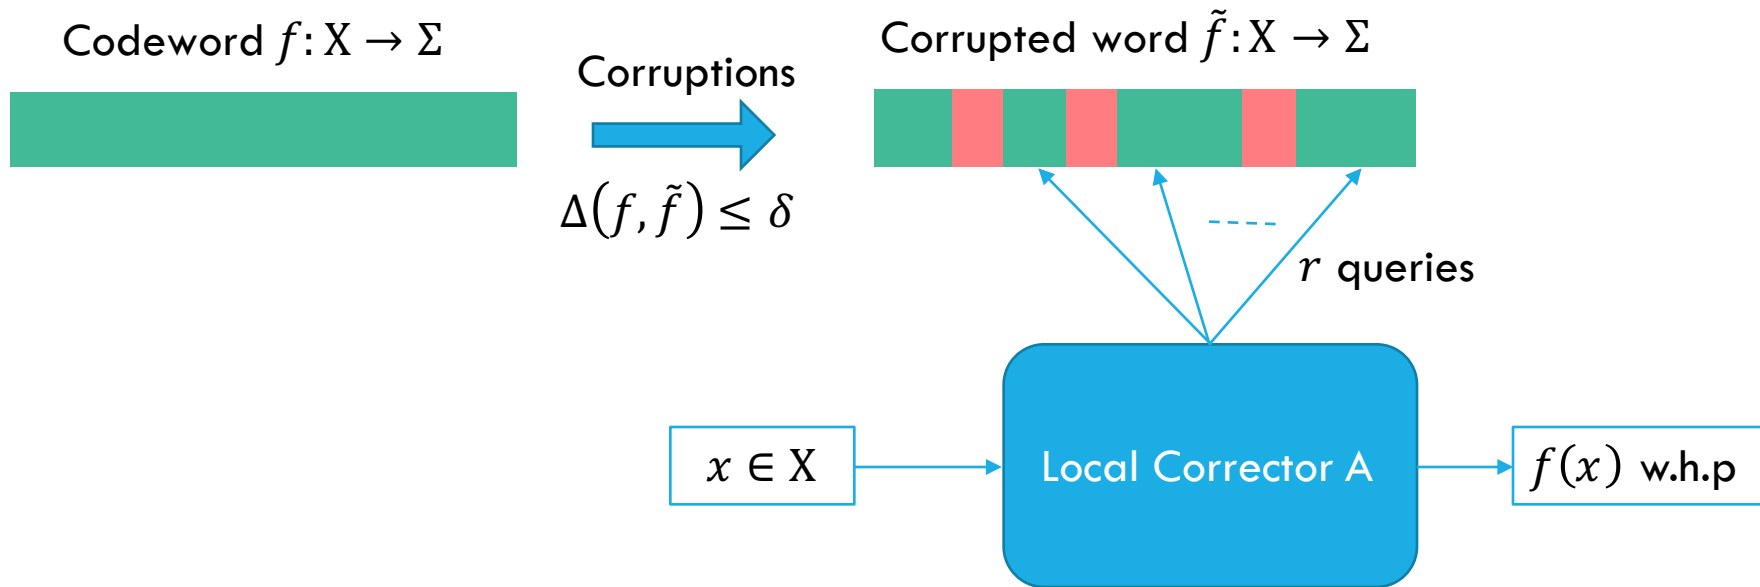 Codeword 𝑓: X → Σ
Corruptions
Δ(𝑓, 𝑓̃) ≤ 𝛿
Corrupted word 𝑓̃: X → Σ
𝑟 queries
𝑥 ∈ X
Local Corrector A
𝑓(𝑥) w.h.p